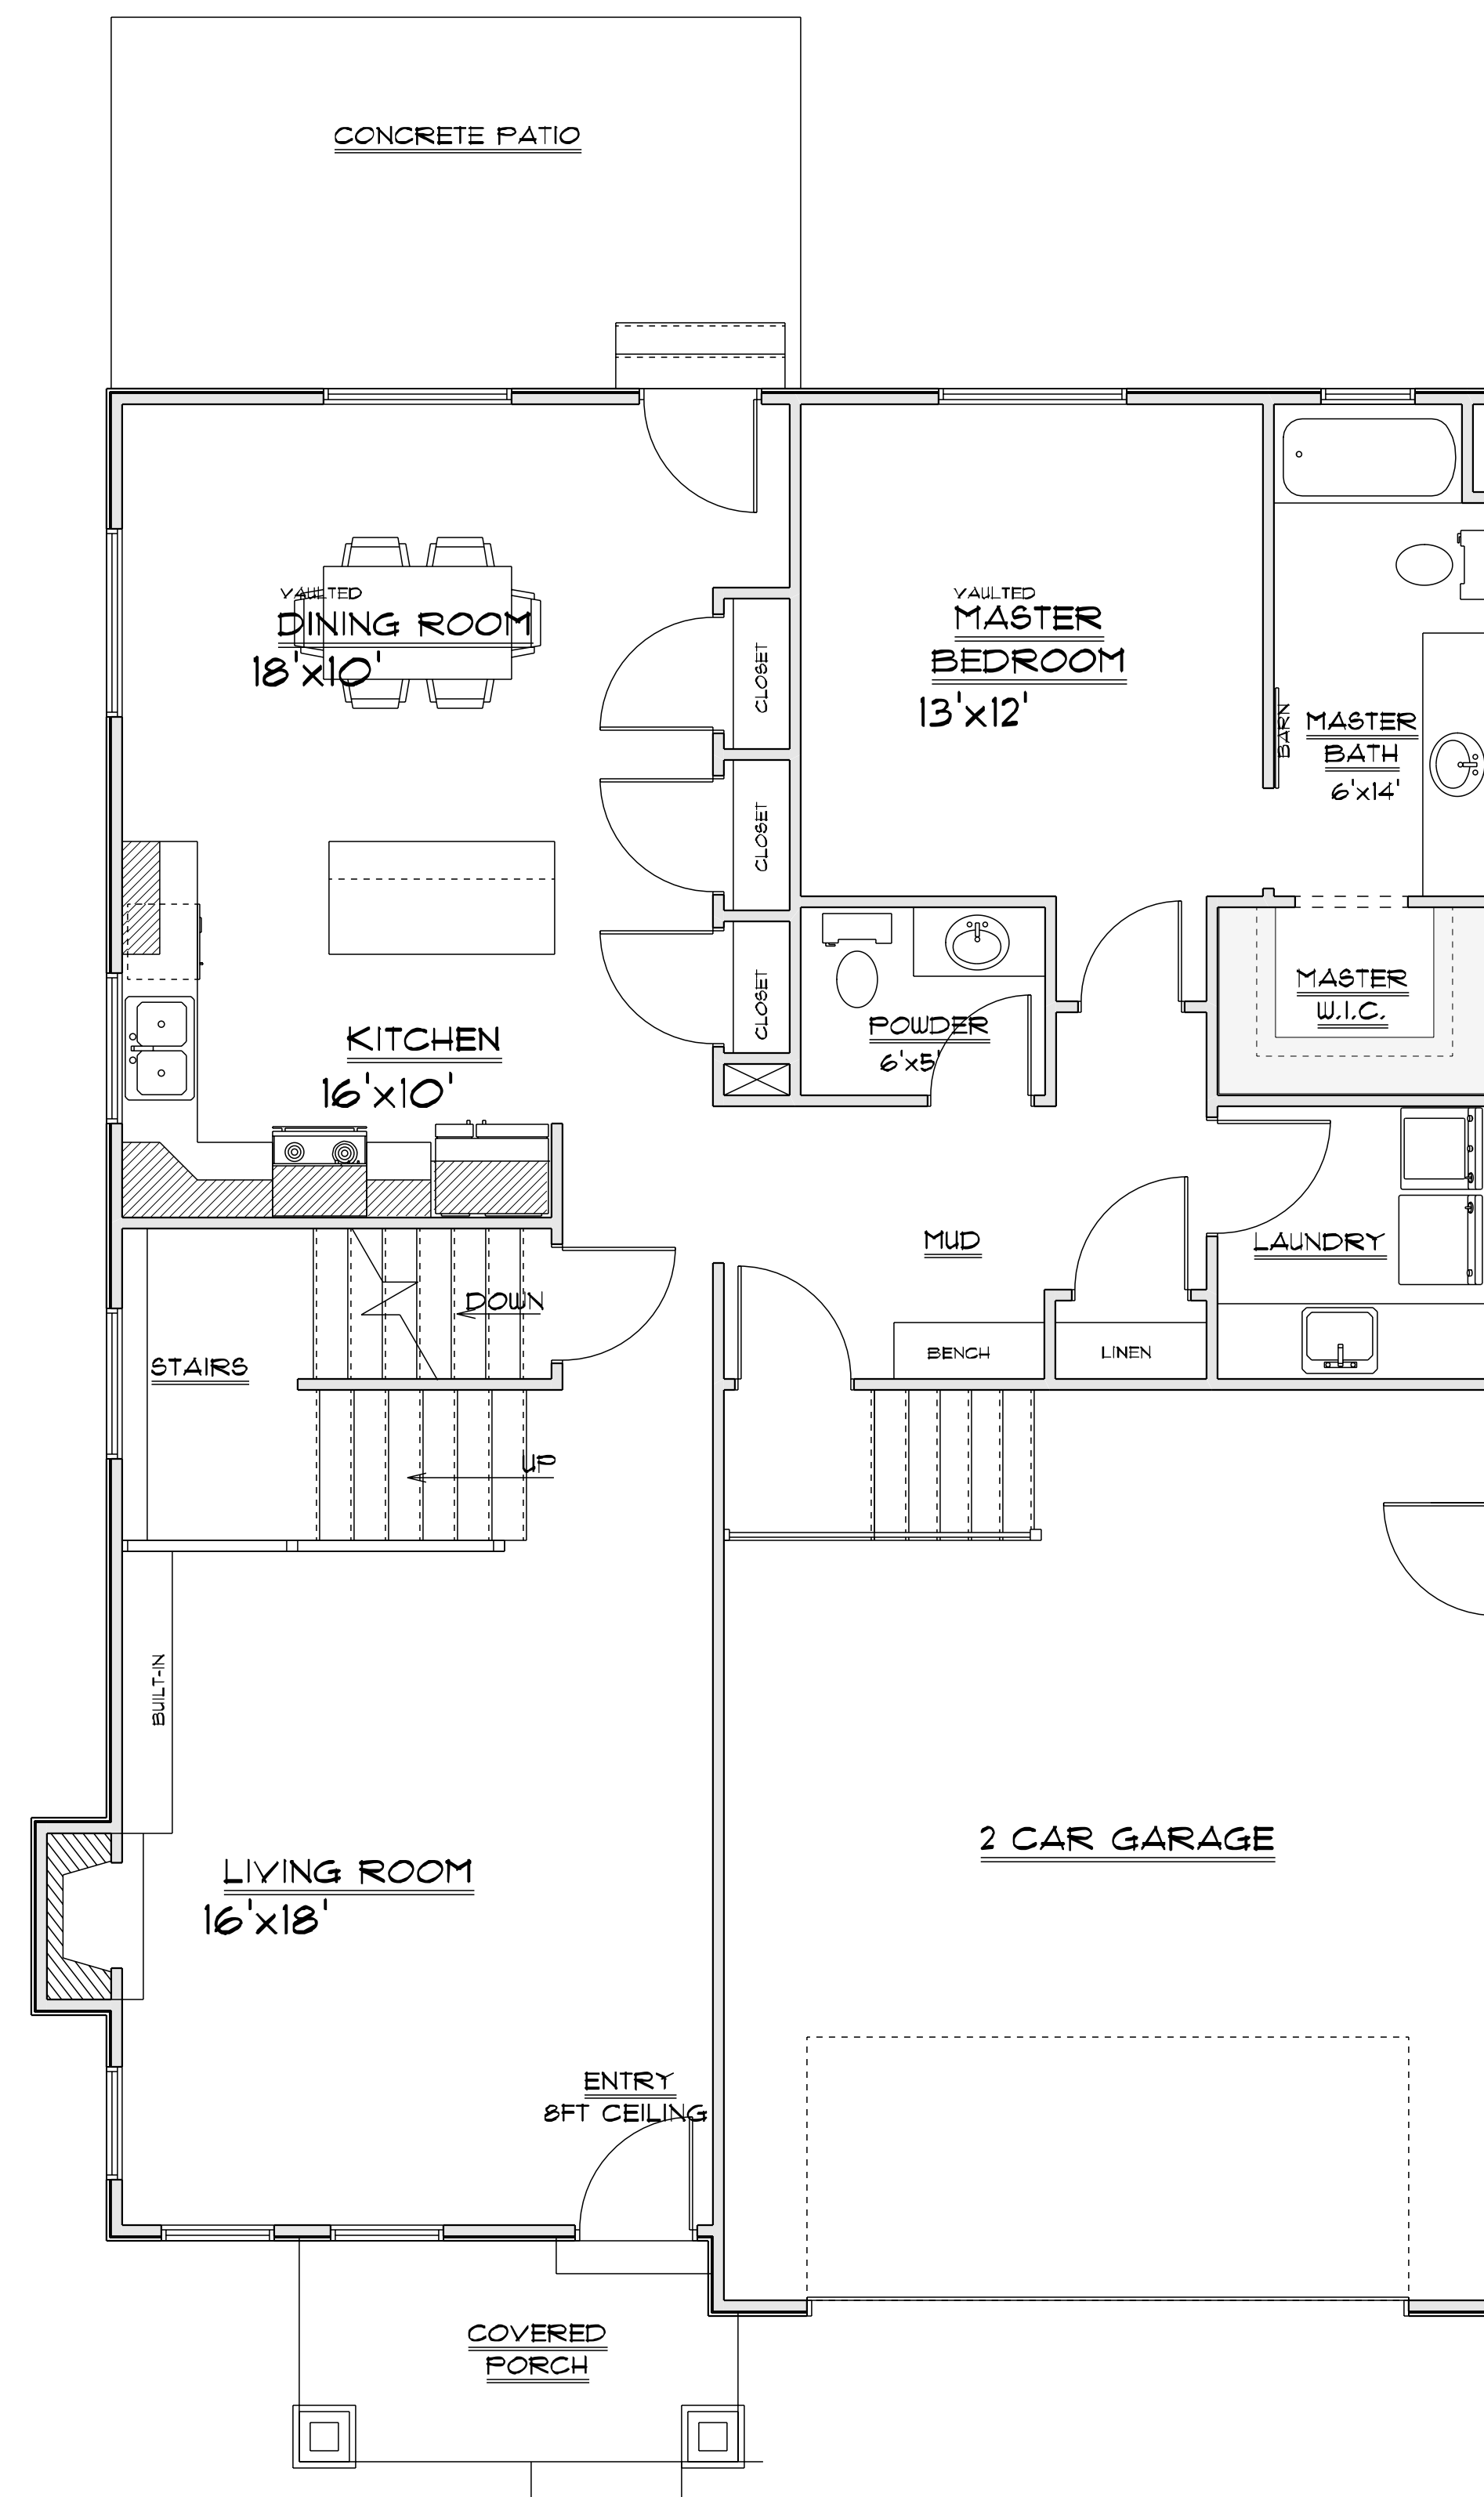 CONCRETE PATIO
VAULTED
DINING ROOM
18'x10'
CLOSET
VAULTED
MASTER
BEDROOM
13'x12'
BARN
MASTER
BATH
6'x14'
CLOSET
CLOSET
KITCHEN
16'x10'
POWDER
6'x5'
MASTER
W.I.C.
MUD
LAUNDRY
DOWN
STAIRS
BENCH
LINEN
UP
BUILT-IN
LIVING ROOM
16'x18'
2 CAR GARAGE
ENTRY
8FT CEILING
COVERED
PORCH